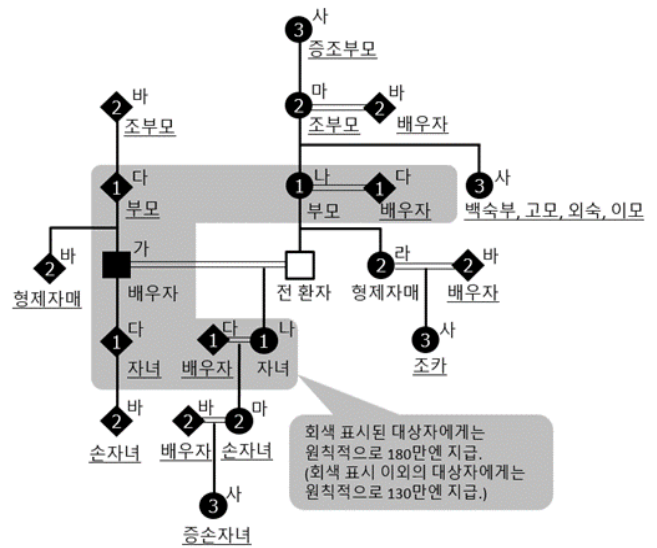 3 사
증조부모
2 마 2 바
조부모 배우자
2 바
조부모
1 다
부모
1 나 1 다
부모 배우자
3 사
백숙부, 고모, 외숙, 이모
2 바
형제자매
가
배우자
전 환자
2 라 2 바
형제자매 배우자
3 사
조카
1 다
자녀
1 다 1 나
배우자 자녀
2 바
손자녀
2 바 2 마
배우자 손자녀
3 사
증손자녀
회색 표시된 대상자에게는
원칙적으로 180만엔 지급.
(회색 표시 이외의 대상자에게는
원칙적으로 130만엔 지급.)